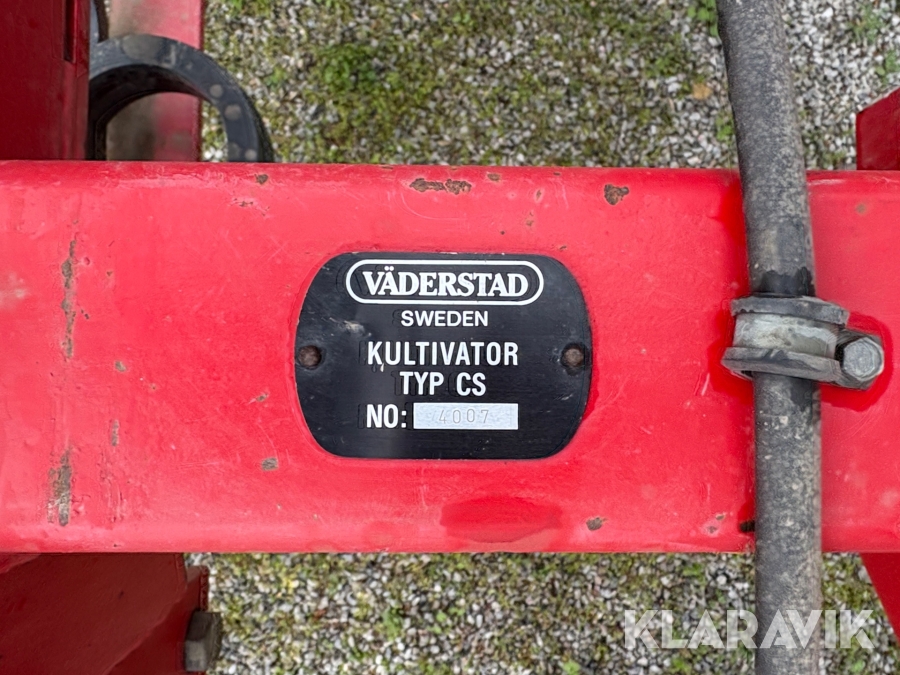 VÄDERSTAD
SWEDEN
KULTIVATOR
TYP CS
NO: 4007
KLARAVIK